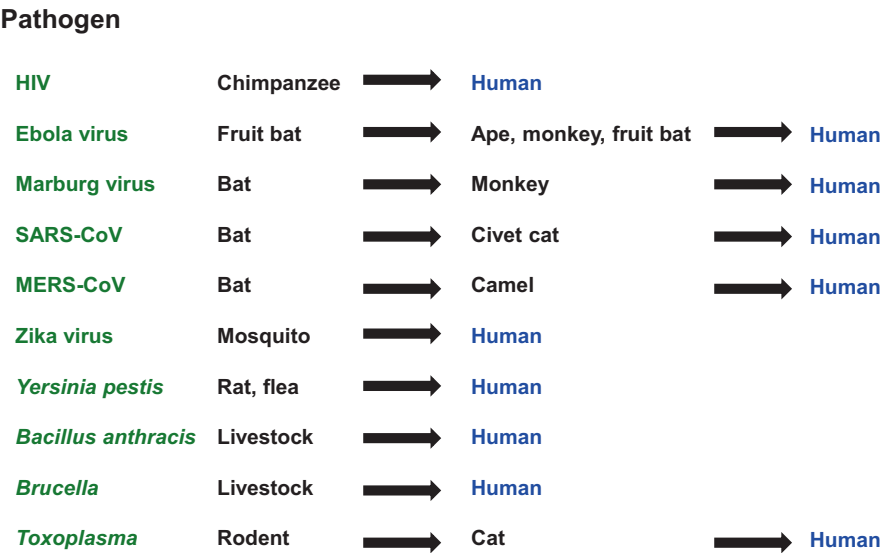 Pathogen
HIV Chimpanzee Human
Ebola virus Fruit bat Ape, monkey, fruit bat Human
Marburg virus Bat Monkey Human
SARS-CoV Bat Civet cat Human
MERS-CoV Bat Camel Human
Zika virus Mosquito Human
Yersinia pestis Rat, flea Human
Bacillus anthracis Livestock Human
Brucella Livestock Human
Toxoplasma Rodent Cat Human